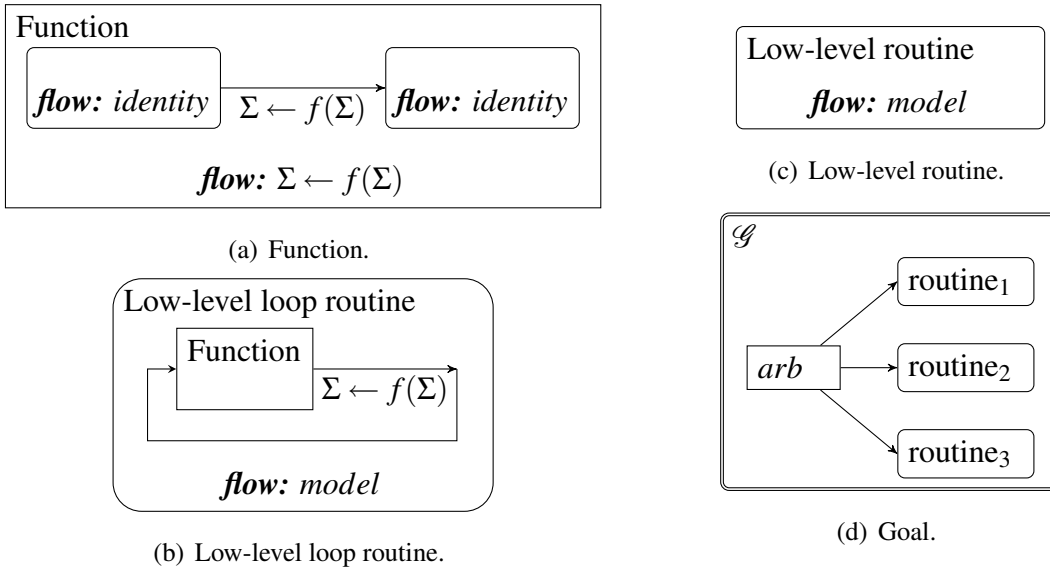 Function
flow: identity
Σ ← f(Σ)
flow: identity
flow: Σ ← f(Σ)
(a) Function.
Low-level loop routine
Function
Σ ← f(Σ)
flow: model
(b) Low-level loop routine.
Low-level routine
flow: model
(c) Low-level routine.
𝒢
arb
routine₁
routine₂
routine₃
(d) Goal.